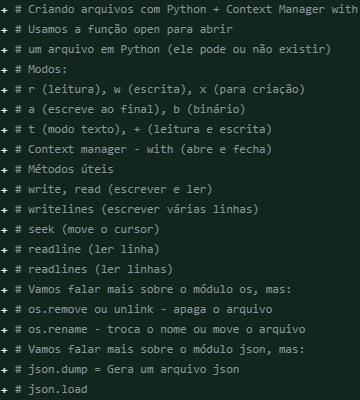 + # Criando arquivos com Python + Context Manager with
+ # Usamos a função open para abrir
+ # um arquivo em Python (ele pode ou não existir)
+ # Modos:
+ # r (leitura), w (escrita), x (para criação)
+ # a (escreve ao final), b (binário)
+ # t (modo texto), + (leitura e escrita)
+ # Context manager - with (abre e fecha)
+ # Métodos úteis
+ # write, read (escrever e ler)
+ # writelines (escrever várias linhas)
+ # seek (move o cursor)
+ # readline (ler linha)
+ # readlines (ler linhas)
+ # Vamos falar mais sobre o módulo os, mas:
+ # os.remove ou unlink - apaga o arquivo
+ # os.rename - troca o nome ou move o arquivo
+ # Vamos falar mais sobre o módulo json, mas:
+ # json.dump = Gera um arquivo json
+ # json.load